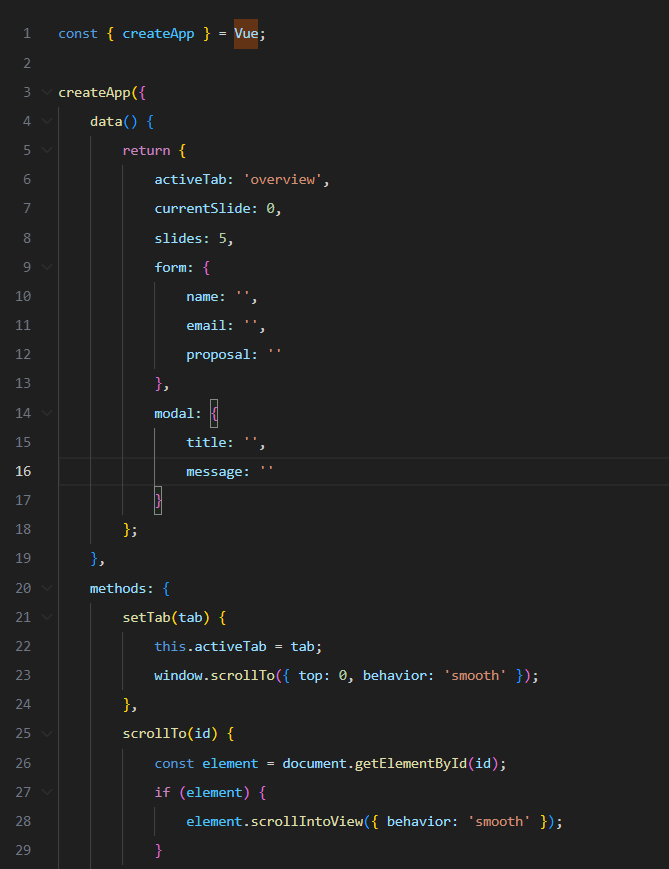 1 const { createApp } = Vue;
2
3 createApp({
4     data() {
5         return {
6             activeTab: 'overview',
7             currentSlide: 0,
8             slides: 5,
9             form: {
10                 name: '',
11                 email: '',
12                 proposal: ''
13             },
14             modal: {
15                 title: '',
16                 message: ''
17             }
18         };
19     },
20     methods: {
21         setTab(tab) {
22             this.activeTab = tab;
23             window.scrollTo({ top: 0, behavior: 'smooth' });
24         },
25         scrollTo(id) {
26             const element = document.getElementById(id);
27             if (element) {
28                 element.scrollIntoView({ behavior: 'smooth' });
29             }